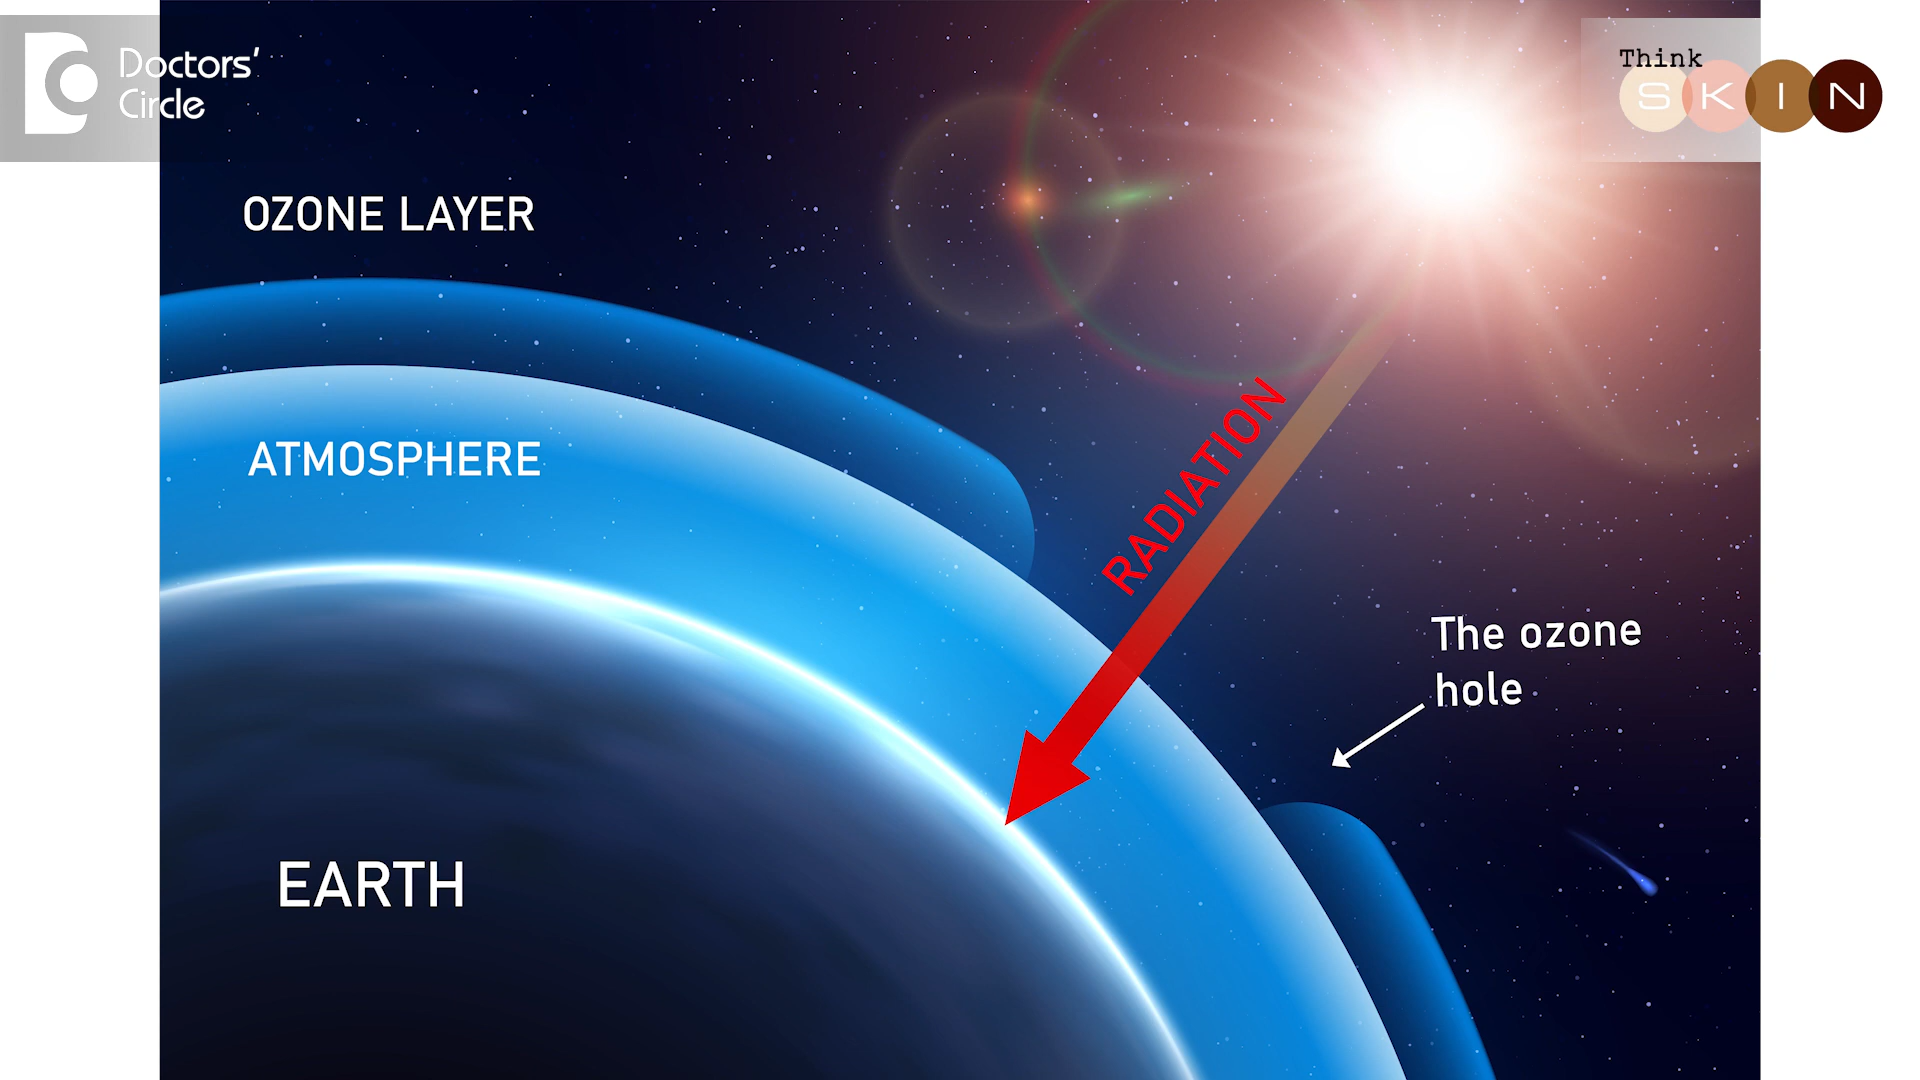 Doctors'
Circle
Think
SKIN
OZONE LAYER
ATMOSPHERE
RADIATION
The ozone
hole
EARTH